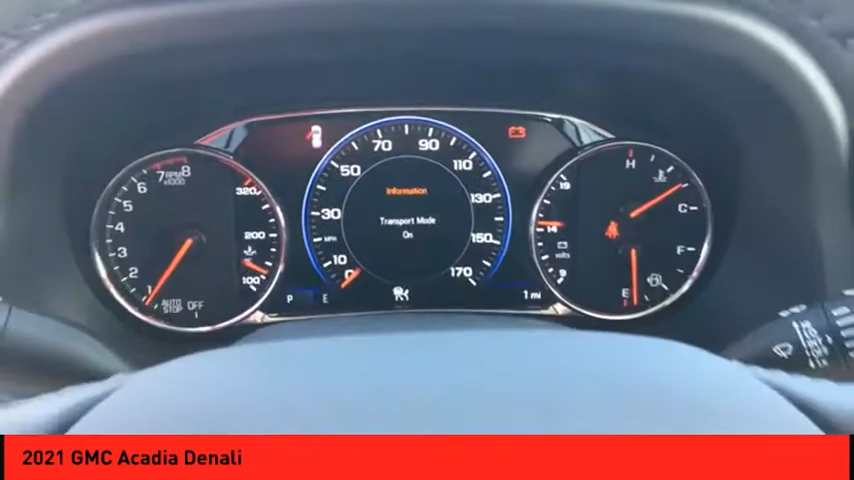 7 RPM 8
x1000
6
5
4
3
2
1
AUTO STOP
OFF
320
200
100
10
30
50
70
90
110
130
150
170
0
MPH
Information
Transport Mode
On
P
E
1 mi
19
14
volts
9
H
C
F
E
2021 GMC Acadia Denali